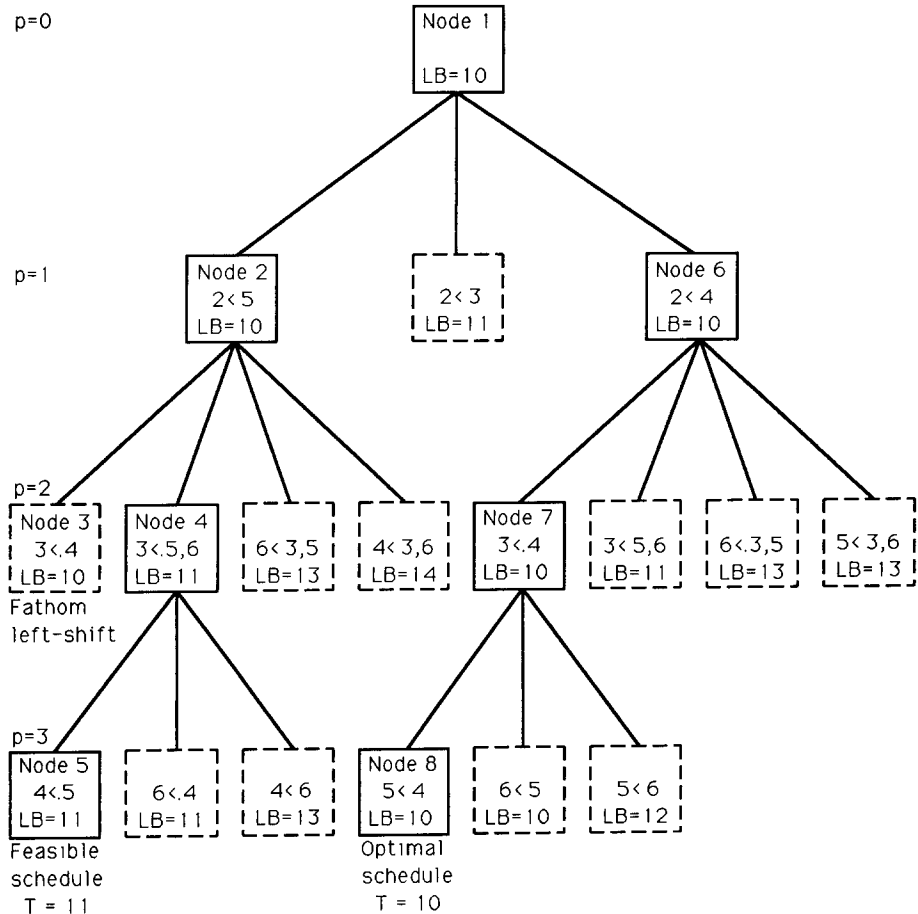 p=0
Node 1
LB=10
p=1
Node 2
2<5
LB=10
2<3
LB=11
Node 6
2<4
LB=10
p=2
Node 3
3<.4
LB=10
Fathom
left-shift
Node 4
3<.5,6
LB=11
6<3,5
LB=13
4<3,6
LB=14
Node 7
3<.4
LB=10
3<5,6
LB=11
6<.3,5
LB=13
5<3,6
LB=13
p=3
Node 5
4<.5
LB=11
Feasible
schedule
T = 11
6<.4
LB=11
4<6
LB=13
Node 8
5<4
LB=10
Optimal
schedule
T = 10
6<5
LB=10
5<6
LB=12